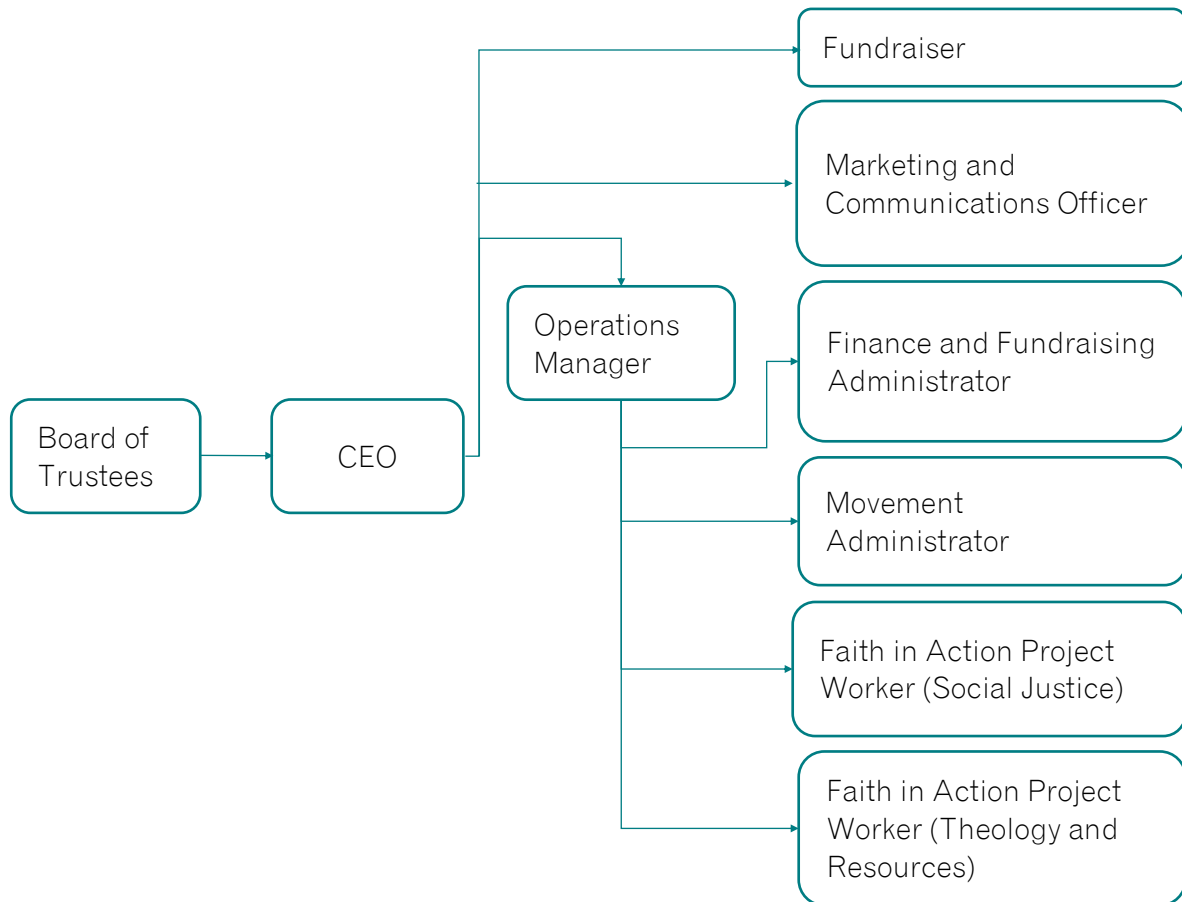 Fundraiser
Marketing and
Communications Officer
Operations
Manager
Finance and Fundraising
Administrator
Board of
Trustees
CEO
Movement
Administrator
Faith in Action Project
Worker (Social Justice)
Faith in Action Project
Worker (Theology and
Resources)